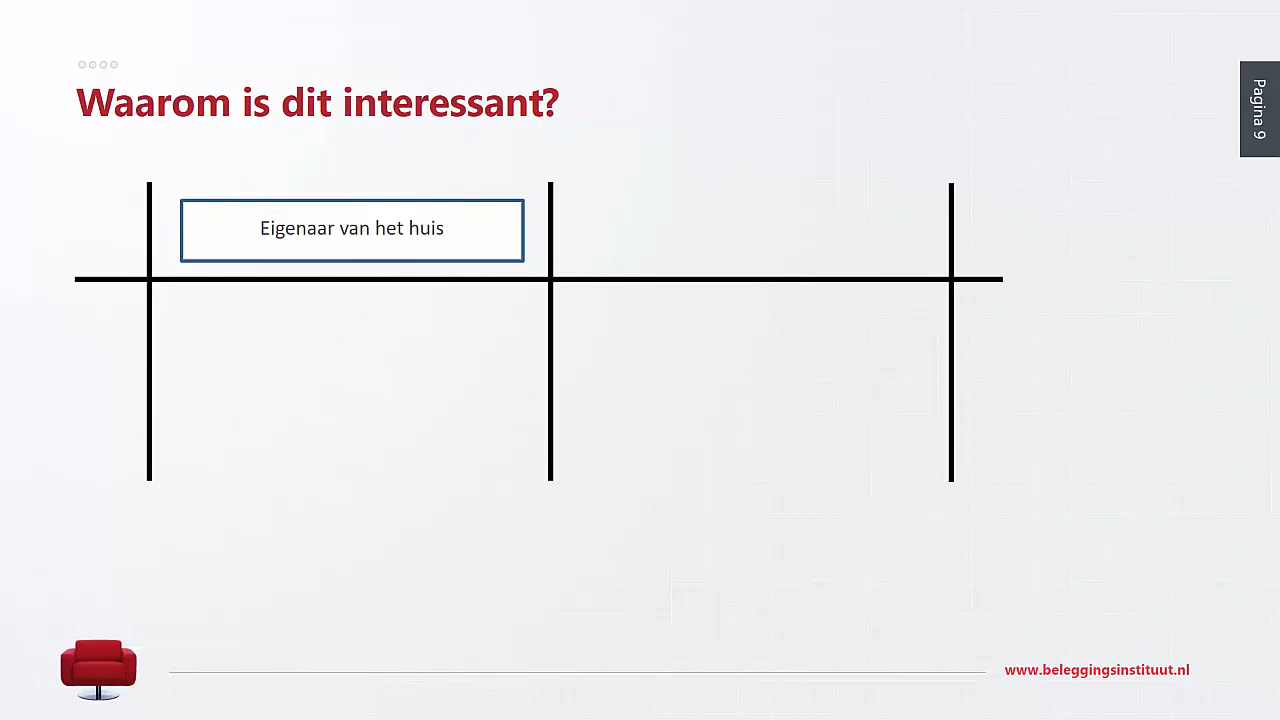 Waarom is dit interessant?
Pagina 9
Eigenaar van het huis
www.beleggingsinstituut.nl